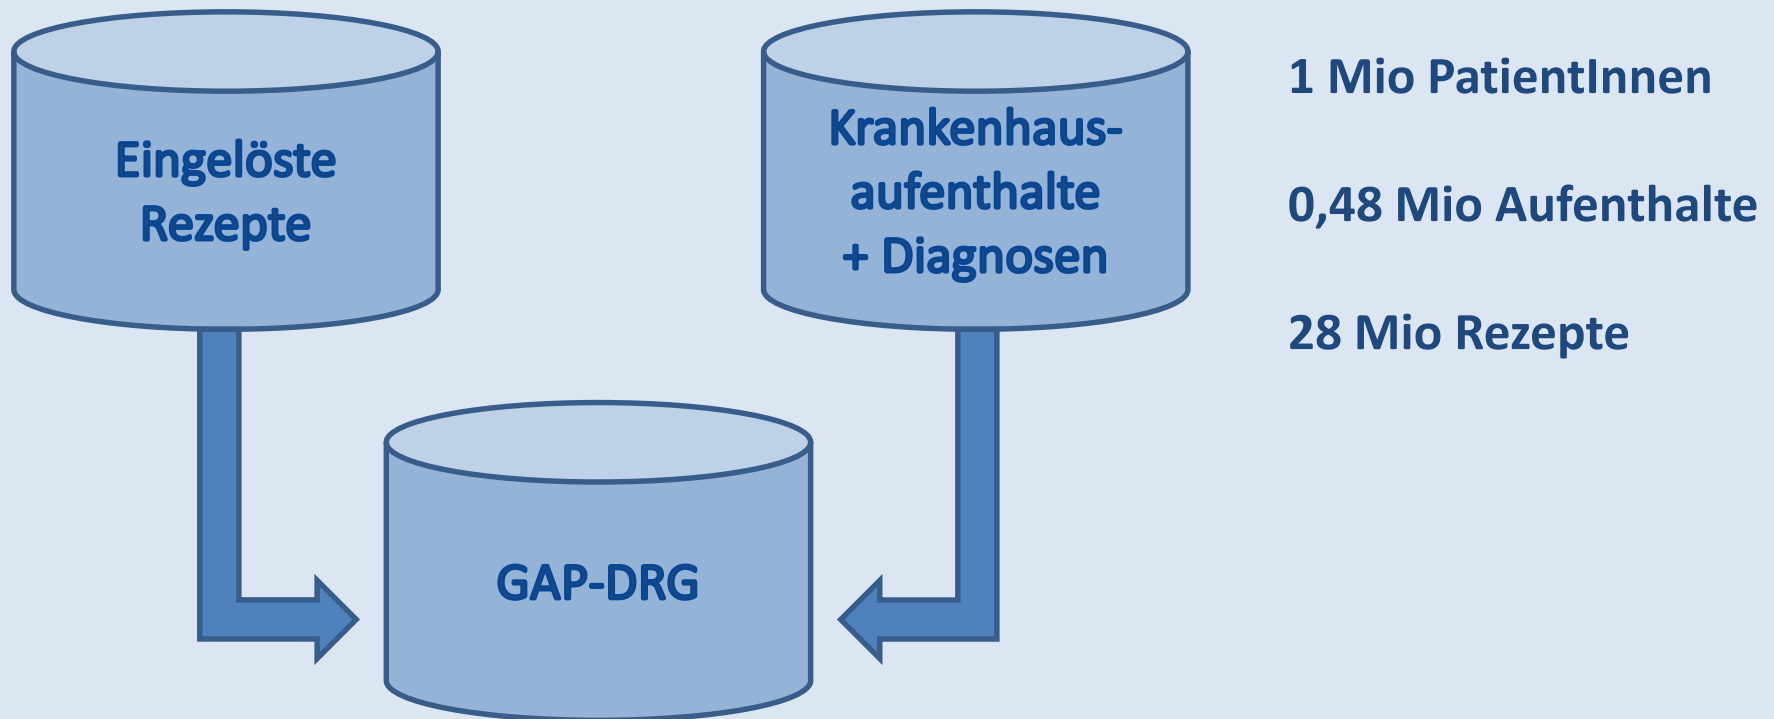 Eingelöste
Rezepte
Krankenhaus-
aufenthalte
+ Diagnosen
1 Mio PatientInnen
0,48 Mio Aufenthalte
28 Mio Rezepte
GAP-DRG